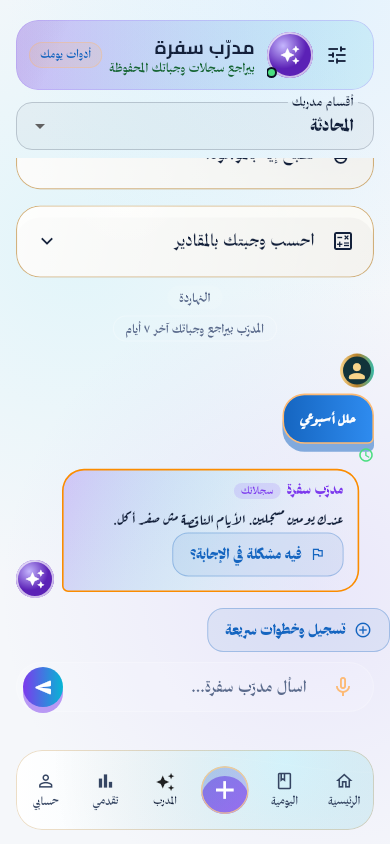 مدرّب سفرة
بيراجع سجلات وجباتك المحفوظة
أدوات يومك
أقسام مدربك
المحادثة
احسب وجبتك بالمقادير
النهاردة
المدرّب بيراجع وجباتك آخر ٧ أيام
حلل أسبوعي
مدرّب سفرة سجلاتك
عندك يومين مسجلين. الأيام الناقصة مش صفر أكل.
فيه مشكلة في الإجابة؟
تسجيل وخطوات سريعة
اسأل مدرّب سفرة...
الرئيسية
اليومية
المدرب
تقدمي
حسابي